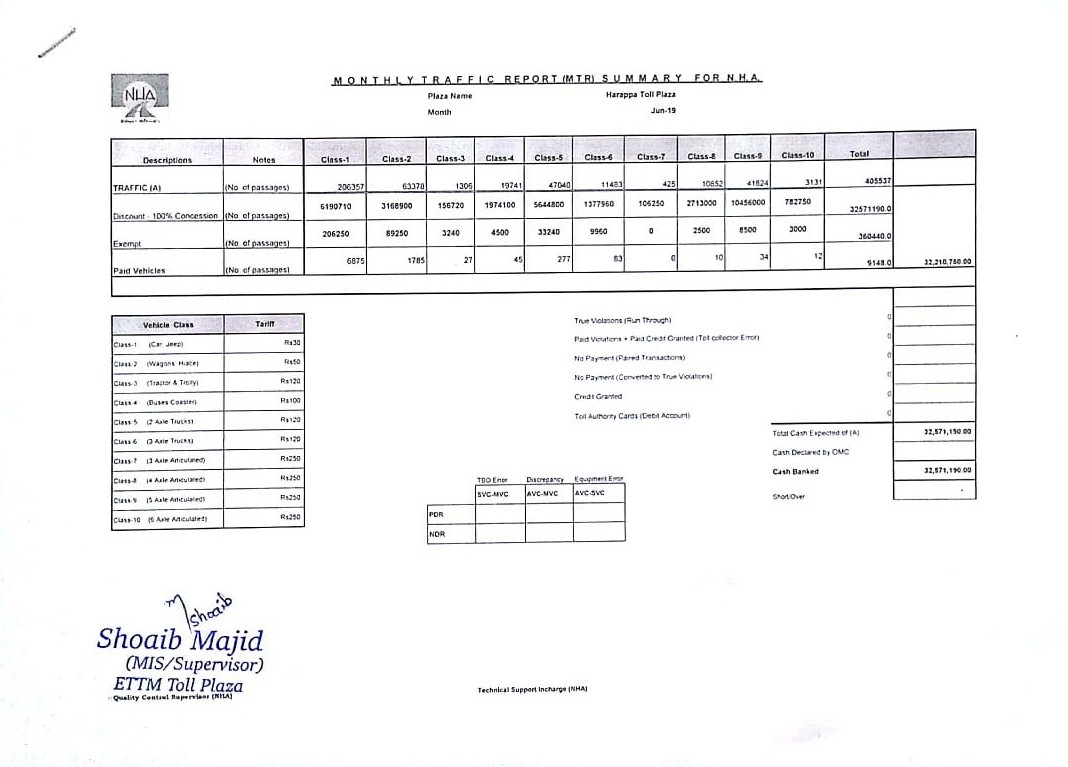 MONTHLY TRAFFIC REPORT (MTR) SUMMARY FOR N.H.A.
NHA
Plaza Name Harappa Toll Plaza
Month Jun-19
Descriptions Notes Class-1 Class-2 Class-3 Class-4 Class-5 Class-6 Class-7 Class-8 Class-9 Class-10 Total
TRAFFIC (A) (No. of passages) 206357 63378 1306 19741 47040 11483 425 10852 41824 3131 405537
Discount - 100% Concession (No. of passages) 6190710 3168900 156720 1974100 5644800 1377960 106250 2713000 10456000 782750 32571190.0
Exempt (No. of passages) 206250 89250 3240 4500 33240 9960 0 2500 8500 3000 360440.0
Paid Vehicles (No. of passages) 6875 1785 27 45 277 83 0 10 34 12 9148.0 32,210,750.00
Vehicle Class Tariff
Class-1 (Car, Jeep) Rs30
Class-2 (Wagons Hiace) Rs50
Class-3 (Tractor & Trolly) Rs120
Class-4 (Buses Coaster) Rs100
Class-5 (2 Axle Trucks) Rs120
Class-6 (3 Axle Trucks) Rs120
Class-7 (3 Axle Articulated) Rs250
Class-8 (4 Axle Articulated) Rs250
Class-9 (5 Axle Articulated) Rs250
Class-10 (6 Axle Articulated) Rs250
True Violations (Run Through) 0
Paid Violations + Paid Credit Granted (Toll collector Error) 0
No Payment (Paired Transactions) 0
No Payment (Converted to True Violations) 0
Credit Granted 0
Toll Authority Cards (Debit Account) 0
Total Cash Expected of (A) 32,571,190.00
Cash Declared by OMC
Cash Banked 32,571,190.00
Short/Over -
TBO Error Discrepancy Equipment Error
SVC-MVC AVC-MVC AVC-SVC
PDR
NDR
Shoaib
Shoaib Majid
(MIS/Supervisor)
ETTM Toll Plaza
Quality Control Supervisor (NHA)
Technical Support Incharge (NHA)